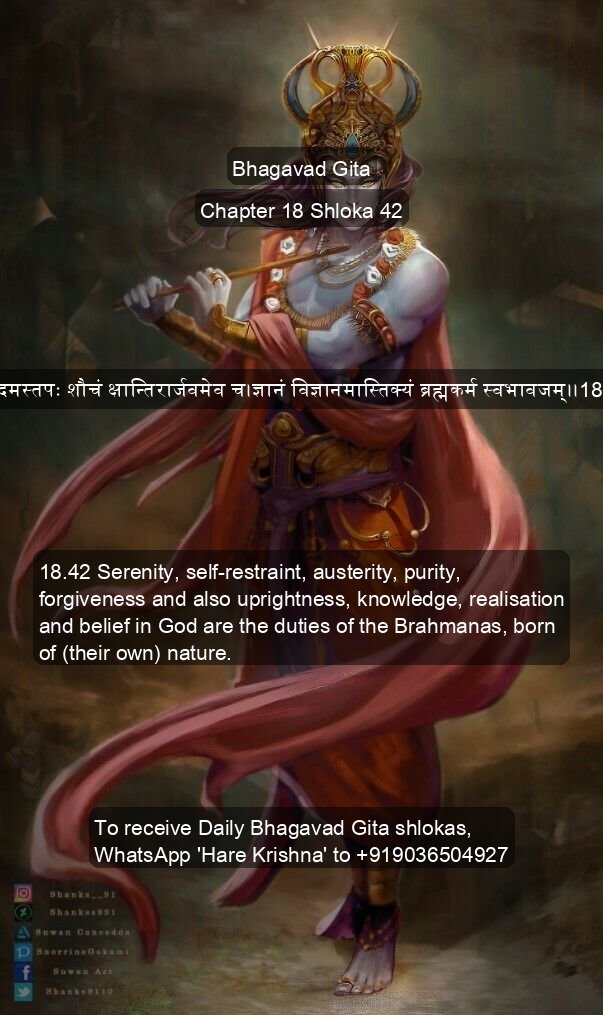 Bhagavad Gita
Chapter 18 Shloka 42
दमस्तपः शौचं क्षान्तिरार्जवमेव च।ज्ञानं विज्ञानमास्तिक्यं ब्रह्मकर्म स्वभावजम्।।18
18.42 Serenity, self-restraint, austerity, purity,
forgiveness and also uprightness, knowledge, realisation
and belief in God are the duties of the Brahmanas, born
of (their own) nature.
To receive Daily Bhagavad Gita shlokas,
WhatsApp 'Hare Krishna' to +919036504927
Shanks__91
Shankss991
Suwan Canoedda
SnorrinoOokami
Suwan Art
Shanks9110